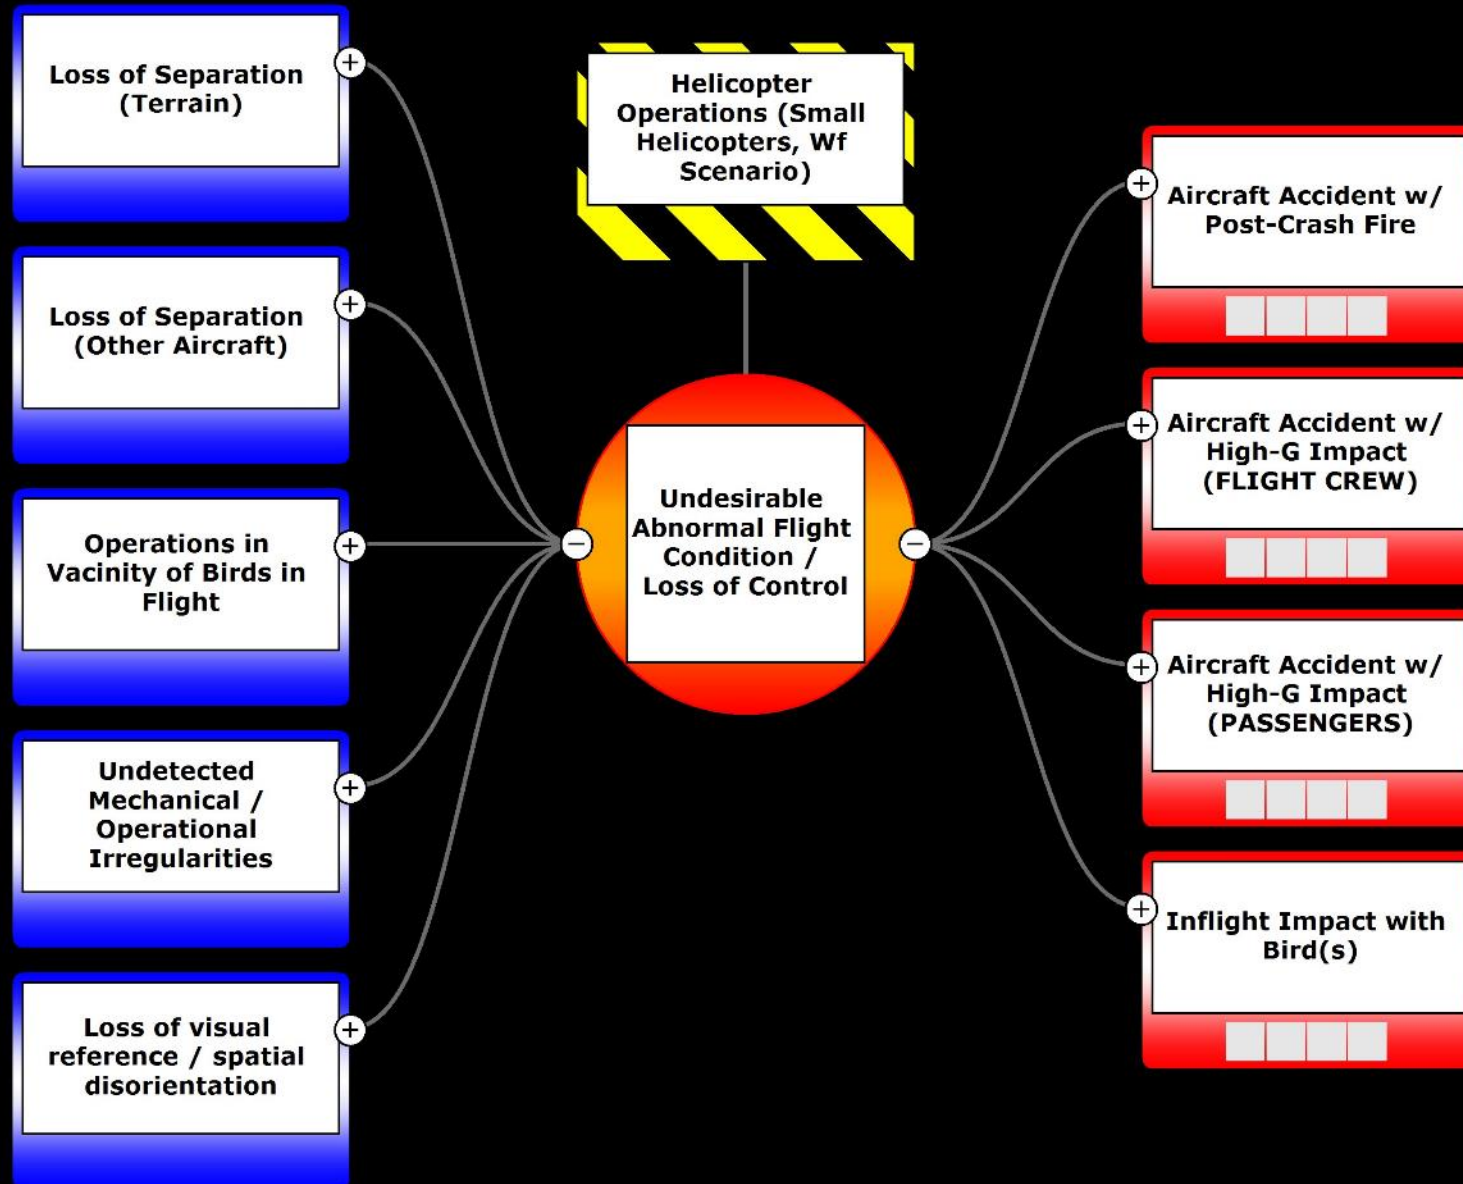 Loss of Separation
(Terrain)
Loss of Separation
(Other Aircraft)
Operations in
Vacinity of Birds in
Flight
Undetected
Mechanical /
Operational
Irregularities
Loss of visual
reference / spatial
disorientation
Helicopter
Operations (Small
Helicopters, Wf
Scenario)
Undesirable
Abnormal Flight
Condition /
Loss of Control
Aircraft Accident w/
Post-Crash Fire
Aircraft Accident w/
High-G Impact
(FLIGHT CREW)
Aircraft Accident w/
High-G Impact
(PASSENGERS)
Inflight Impact with
Bird(s)